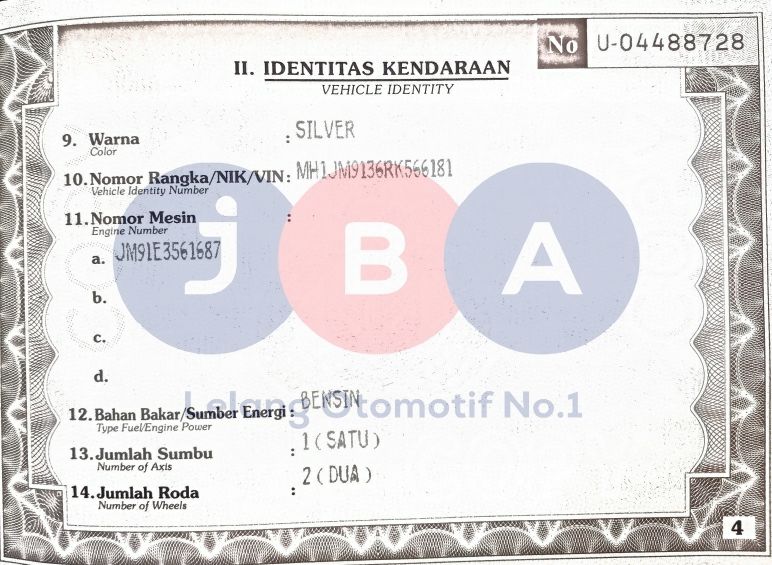 No U-04488728
II. IDENTITAS KENDARAAN
VEHICLE IDENTITY
9. Warna : SILVER
Color
10. Nomor Rangka/NIK/VIN : MH1JM9136RK566181
Vehicle Identity Number
11. Nomor Mesin :
Engine Number
a. JM91E3561687
b.
c.
d.
jBA
Lelang Otomotif No.1
12. Bahan Bakar/Sumber Energi : BENSIN
Type Fuel/Engine Power
13. Jumlah Sumbu : 1 ( SATU )
Number of Axis
14. Jumlah Roda : 2 ( DUA )
Number of Wheels
4